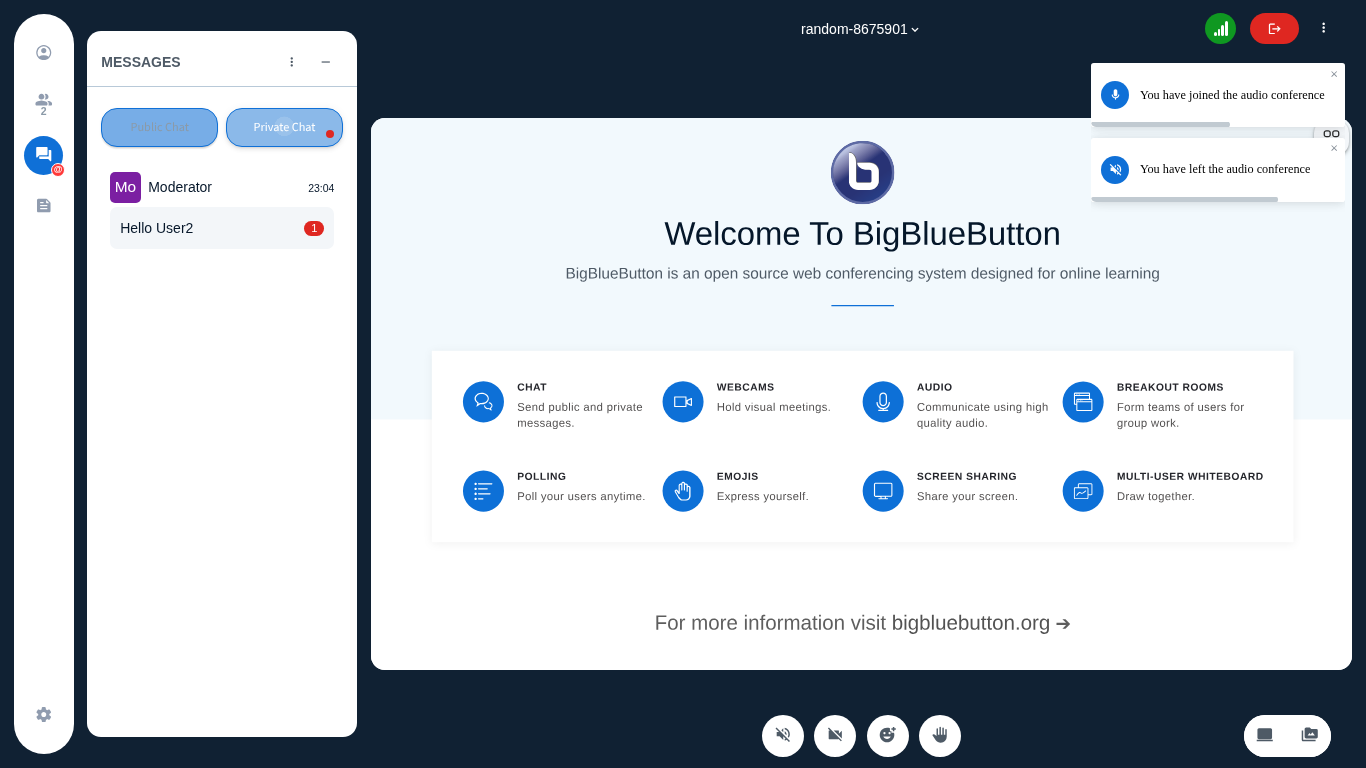 random-8675901
2
@
MESSAGES
Public Chat
Private Chat
Mo
Moderator
23:04
Hello User2
1
You have joined the audio conference
You have left the audio conference
Welcome To BigBlueButton
BigBlueButton is an open source web conferencing system designed for online learning
CHAT
Send public and private
messages.
WEBCAMS
Hold visual meetings.
AUDIO
Communicate using high
quality audio.
BREAKOUT ROOMS
Form teams of users for
group work.
POLLING
Poll your users anytime.
EMOJIS
Express yourself.
SCREEN SHARING
Share your screen.
MULTI-USER WHITEBOARD
Draw together.
For more information visit bigbluebutton.org ➔